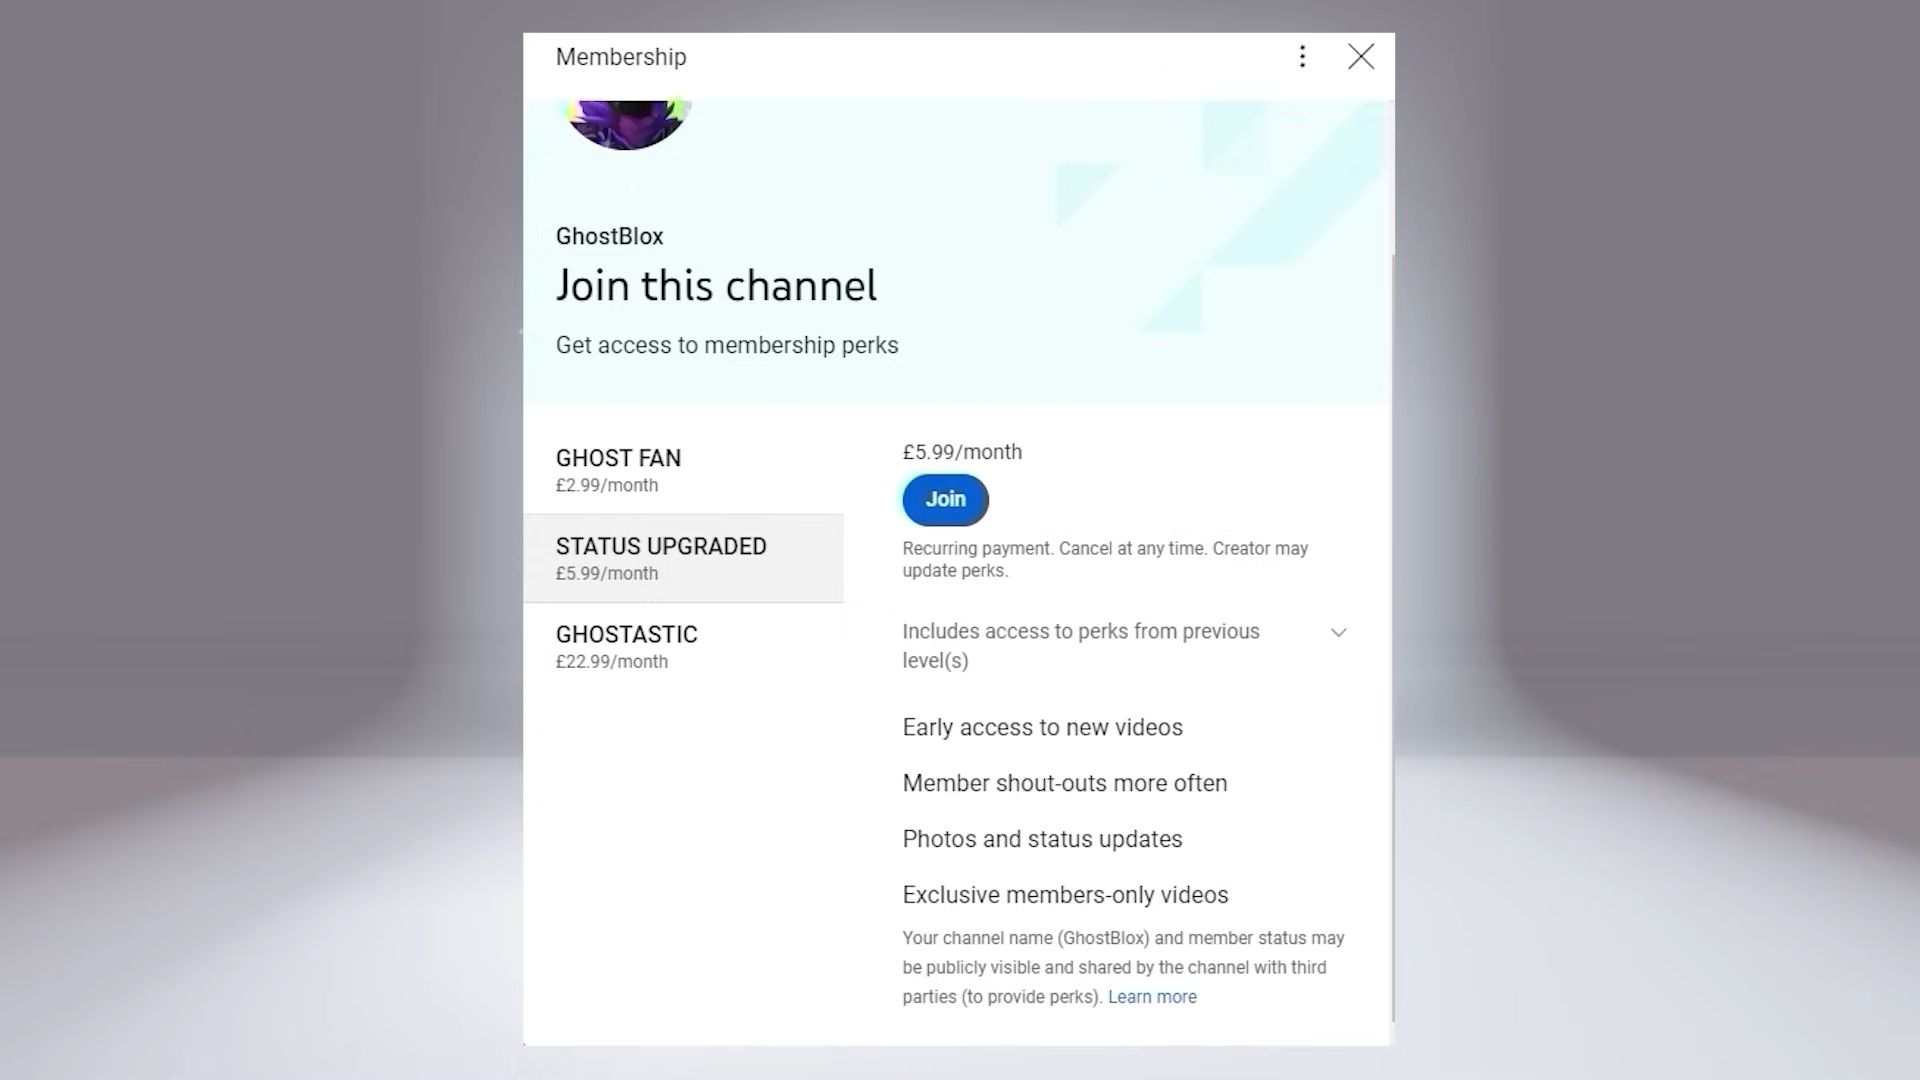 Membership
GhostBlox
Join this channel
Get access to membership perks
GHOST FAN
£2.99/month
STATUS UPGRADED
£5.99/month
GHOSTASTIC
£22.99/month
£5.99/month
Join
Recurring payment. Cancel at any time. Creator may
update perks.
Includes access to perks from previous
level(s)
Early access to new videos
Member shout-outs more often
Photos and status updates
Exclusive members-only videos
Your channel name (GhostBlox) and member status may
be publicly visible and shared by the channel with third
parties (to provide perks). Learn more